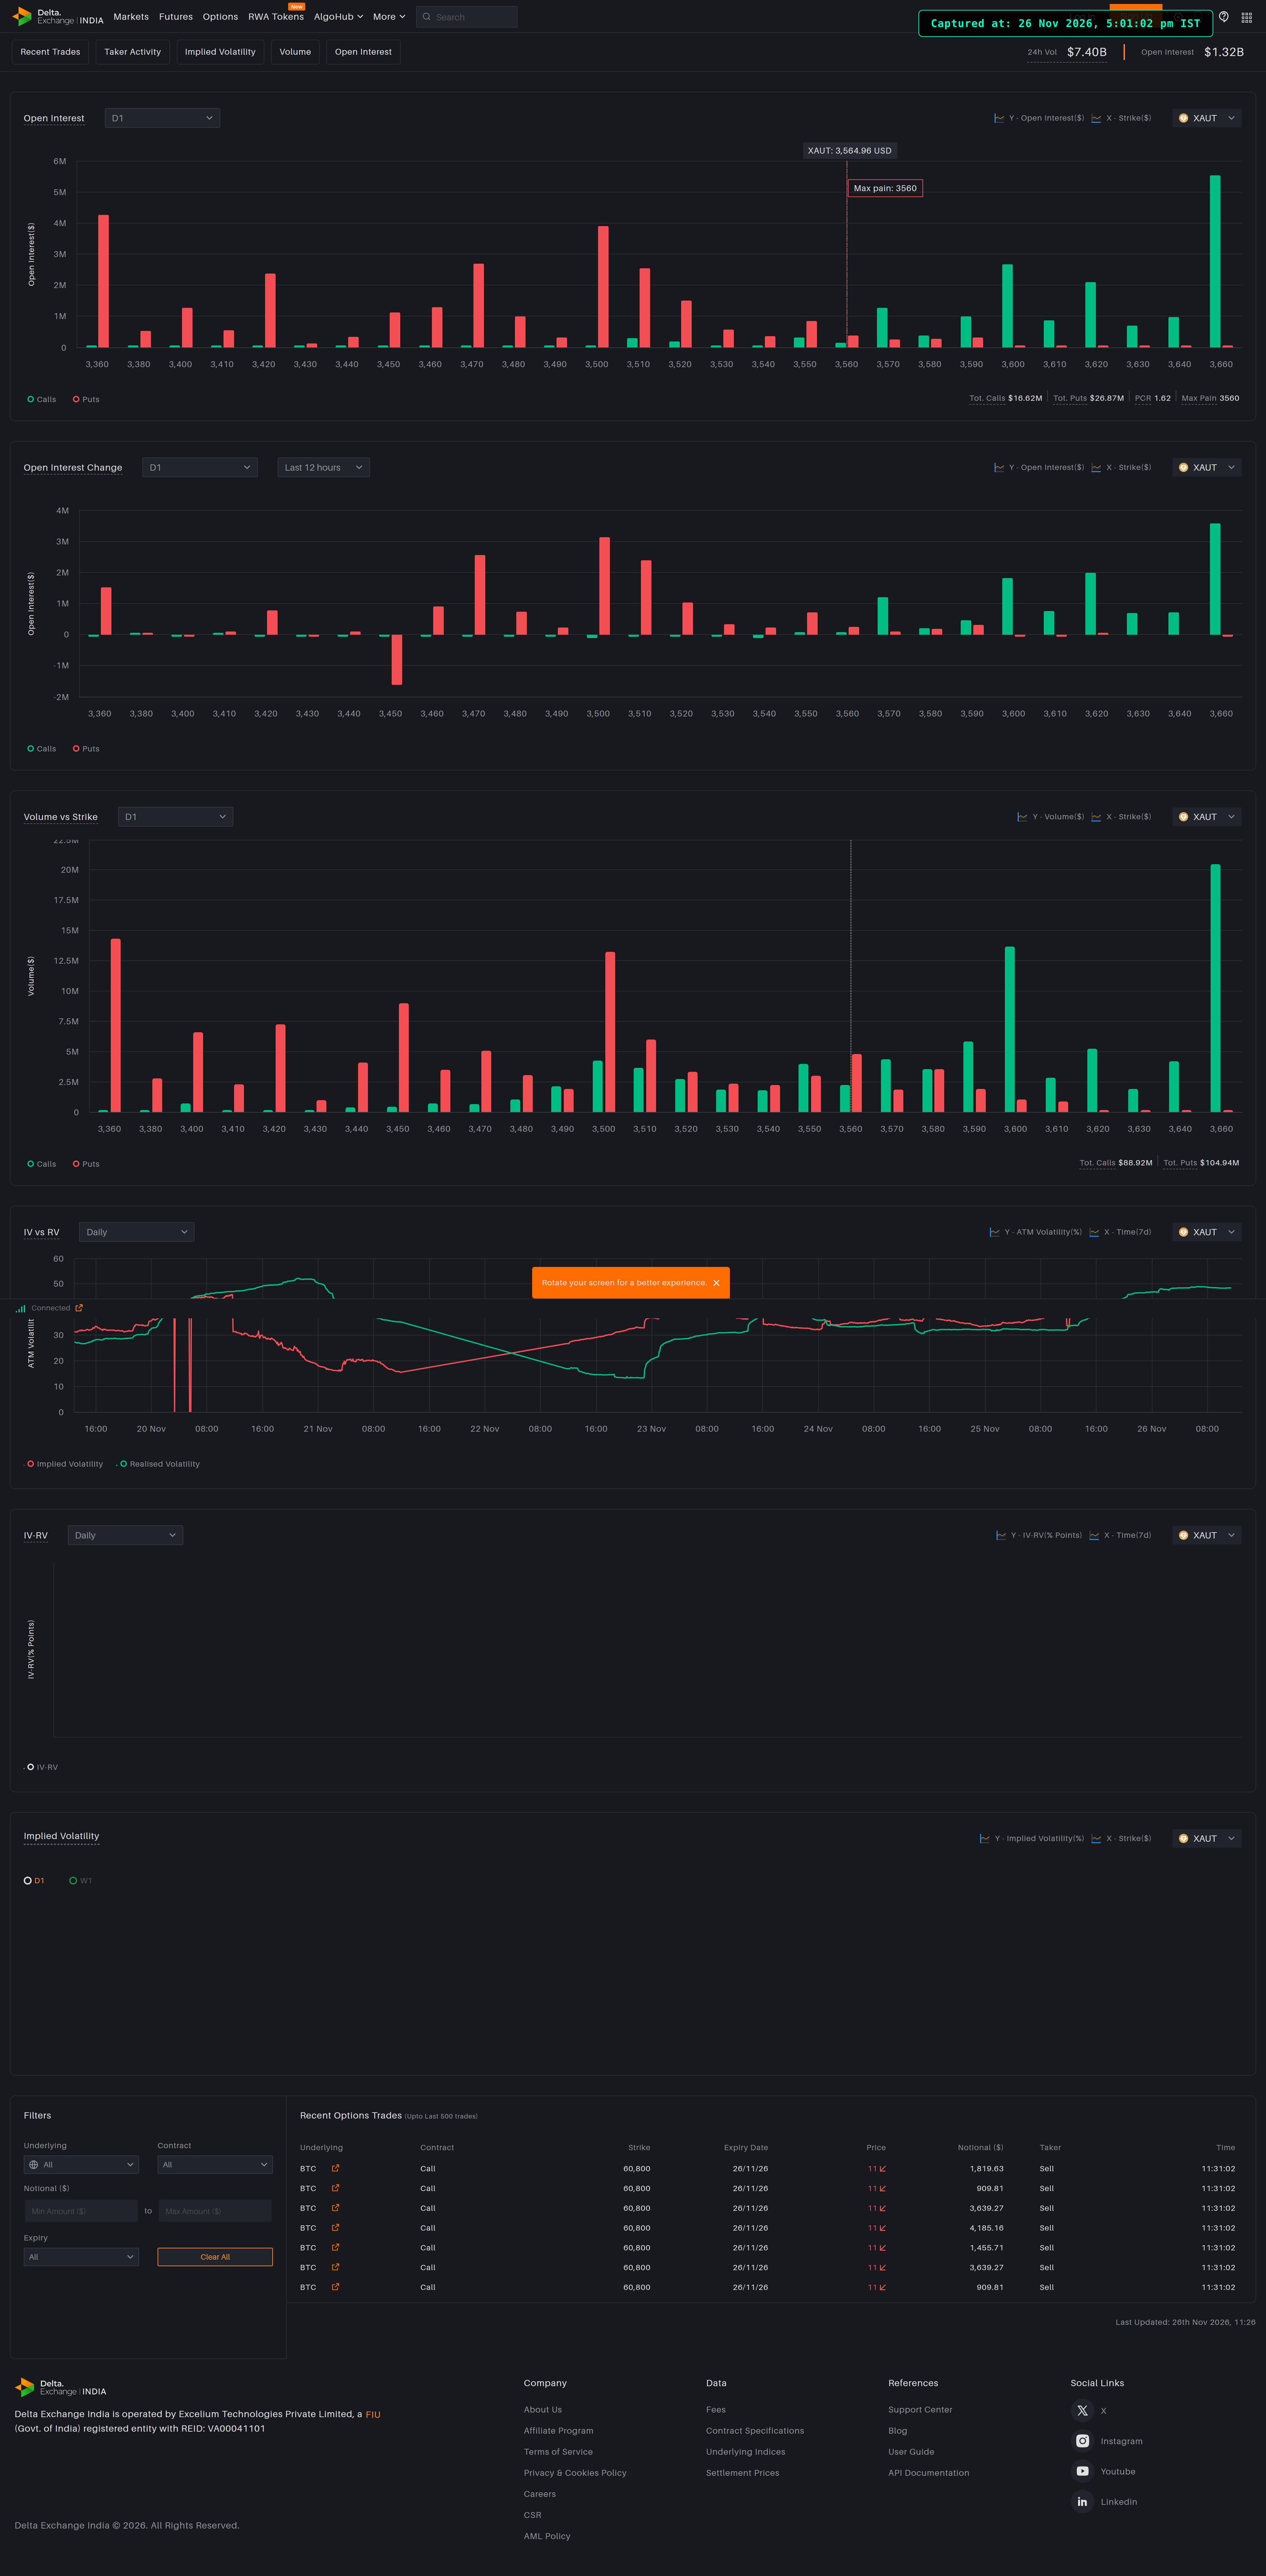 Delta.
Exchange | INDIA
Markets Futures Options RWA Tokens New AlgoHub More Search
Captured at: 26 Nov 2026, 5:01:02 pm IST
Recent Trades Taker Activity Implied Volatility Volume Open Interest
24h Vol $7.40B Open Interest $1.32B
Open Interest D1 Y - Open Interest($) X - Strike($) XAUT
XAUT: 3,564.96 USD
Max pain: 3560
Open Interest($)
6M
5M
4M
3M
2M
1M
0
3,360 3,380 3,400 3,410 3,420 3,430 3,440 3,450 3,460 3,470 3,480 3,490 3,500 3,510 3,520 3,530 3,540 3,550 3,560 3,570 3,580 3,590 3,600 3,610 3,620 3,630 3,640 3,660
Calls Puts
Tot. Calls $16.62M Tot. Puts $26.87M PCR 1.62 Max Pain 3560
Open Interest Change D1 Last 12 hours Y - Open Interest($) X - Strike($) XAUT
Open Interest($)
4M
3M
2M
1M
0
-1M
-2M
3,360 3,380 3,400 3,410 3,420 3,430 3,440 3,450 3,460 3,470 3,480 3,490 3,500 3,510 3,520 3,530 3,540 3,550 3,560 3,570 3,580 3,590 3,600 3,610 3,620 3,630 3,640 3,660
Calls Puts
Volume vs Strike D1 Y - Volume($) X - Strike($) XAUT
Volume($)
22.5M
20M
17.5M
15M
12.5M
10M
7.5M
5M
2.5M
0
3,360 3,380 3,400 3,410 3,420 3,430 3,440 3,450 3,460 3,470 3,480 3,490 3,500 3,510 3,520 3,530 3,540 3,550 3,560 3,570 3,580 3,590 3,600 3,610 3,620 3,630 3,640 3,660
Calls Puts
Tot. Calls $88.92M Tot. Puts $104.94M
IV vs RV Daily Y - ATM Volatility(%) X - Time(7d) XAUT
60
50
Rotate your screen for a better experience.
Connected
ATM Volatilit
30
20
10
0
16:00 20 Nov 08:00 16:00 21 Nov 08:00 16:00 22 Nov 08:00 16:00 23 Nov 08:00 16:00 24 Nov 08:00 16:00 25 Nov 08:00 16:00 26 Nov 08:00
Implied Volatility Realised Volatility
IV-RV Daily Y - IV-RV(% Points) X - Time(7d) XAUT
IV-RV(% Points)
IV-RV
Implied Volatility Y - Implied Volatility(%) X - Strike($) XAUT
D1 W1
Filters
Underlying Contract
All All
Notional ($)
Min Amount ($) to Max Amount ($)
Expiry
All Clear All
Recent Options Trades (Upto Last 500 trades)
Underlying Contract Strike Expiry Date Price Notional ($) Taker Time
BTC Call 60,800 26/11/26 11 1,819.63 Sell 11:31:02
BTC Call 60,800 26/11/26 11 909.81 Sell 11:31:02
BTC Call 60,800 26/11/26 11 3,639.27 Sell 11:31:02
BTC Call 60,800 26/11/26 11 4,185.16 Sell 11:31:02
BTC Call 60,800 26/11/26 11 1,455.71 Sell 11:31:02
BTC Call 60,800 26/11/26 11 3,639.27 Sell 11:31:02
BTC Call 60,800 26/11/26 11 909.81 Sell 11:31:02
Last Updated: 26th Nov 2026, 11:26
Delta.
Exchange | INDIA
Delta Exchange India is operated by Excelium Technologies Private Limited, a FIU
(Govt. of India) registered entity with REID: VA00041101
Delta Exchange India © 2026. All Rights Reserved.
Company
About Us
Affiliate Program
Terms of Service
Privacy & Cookies Policy
Careers
CSR
AML Policy
Data
Fees
Contract Specifications
Underlying Indices
Settlement Prices
References
Support Center
Blog
User Guide
API Documentation
Social Links
X
Instagram
Youtube
Linkedin